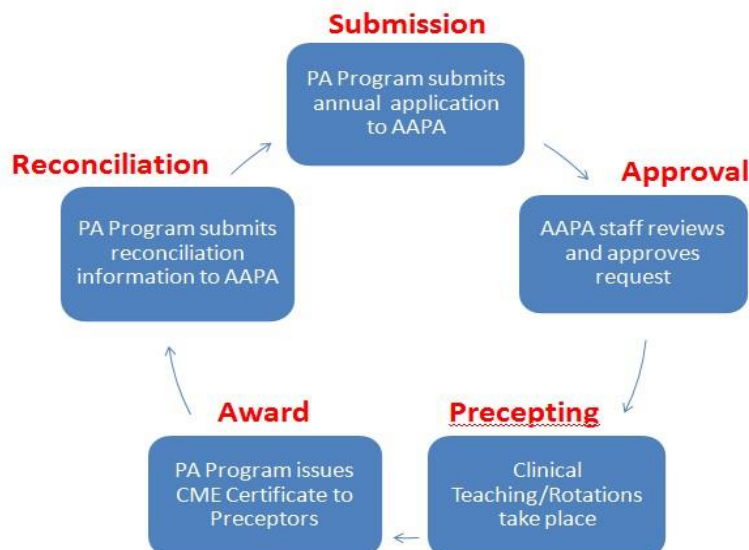 Submission
PA Program submits
annual application
to AAPA
Approval
AAPA staff reviews
and approves
request
Precepting
Clinical
Teaching/Rotations
take place
Award
PA Program issues
CME Certificate to
Preceptors
Reconciliation
PA Program submits
reconciliation
information to AAPA